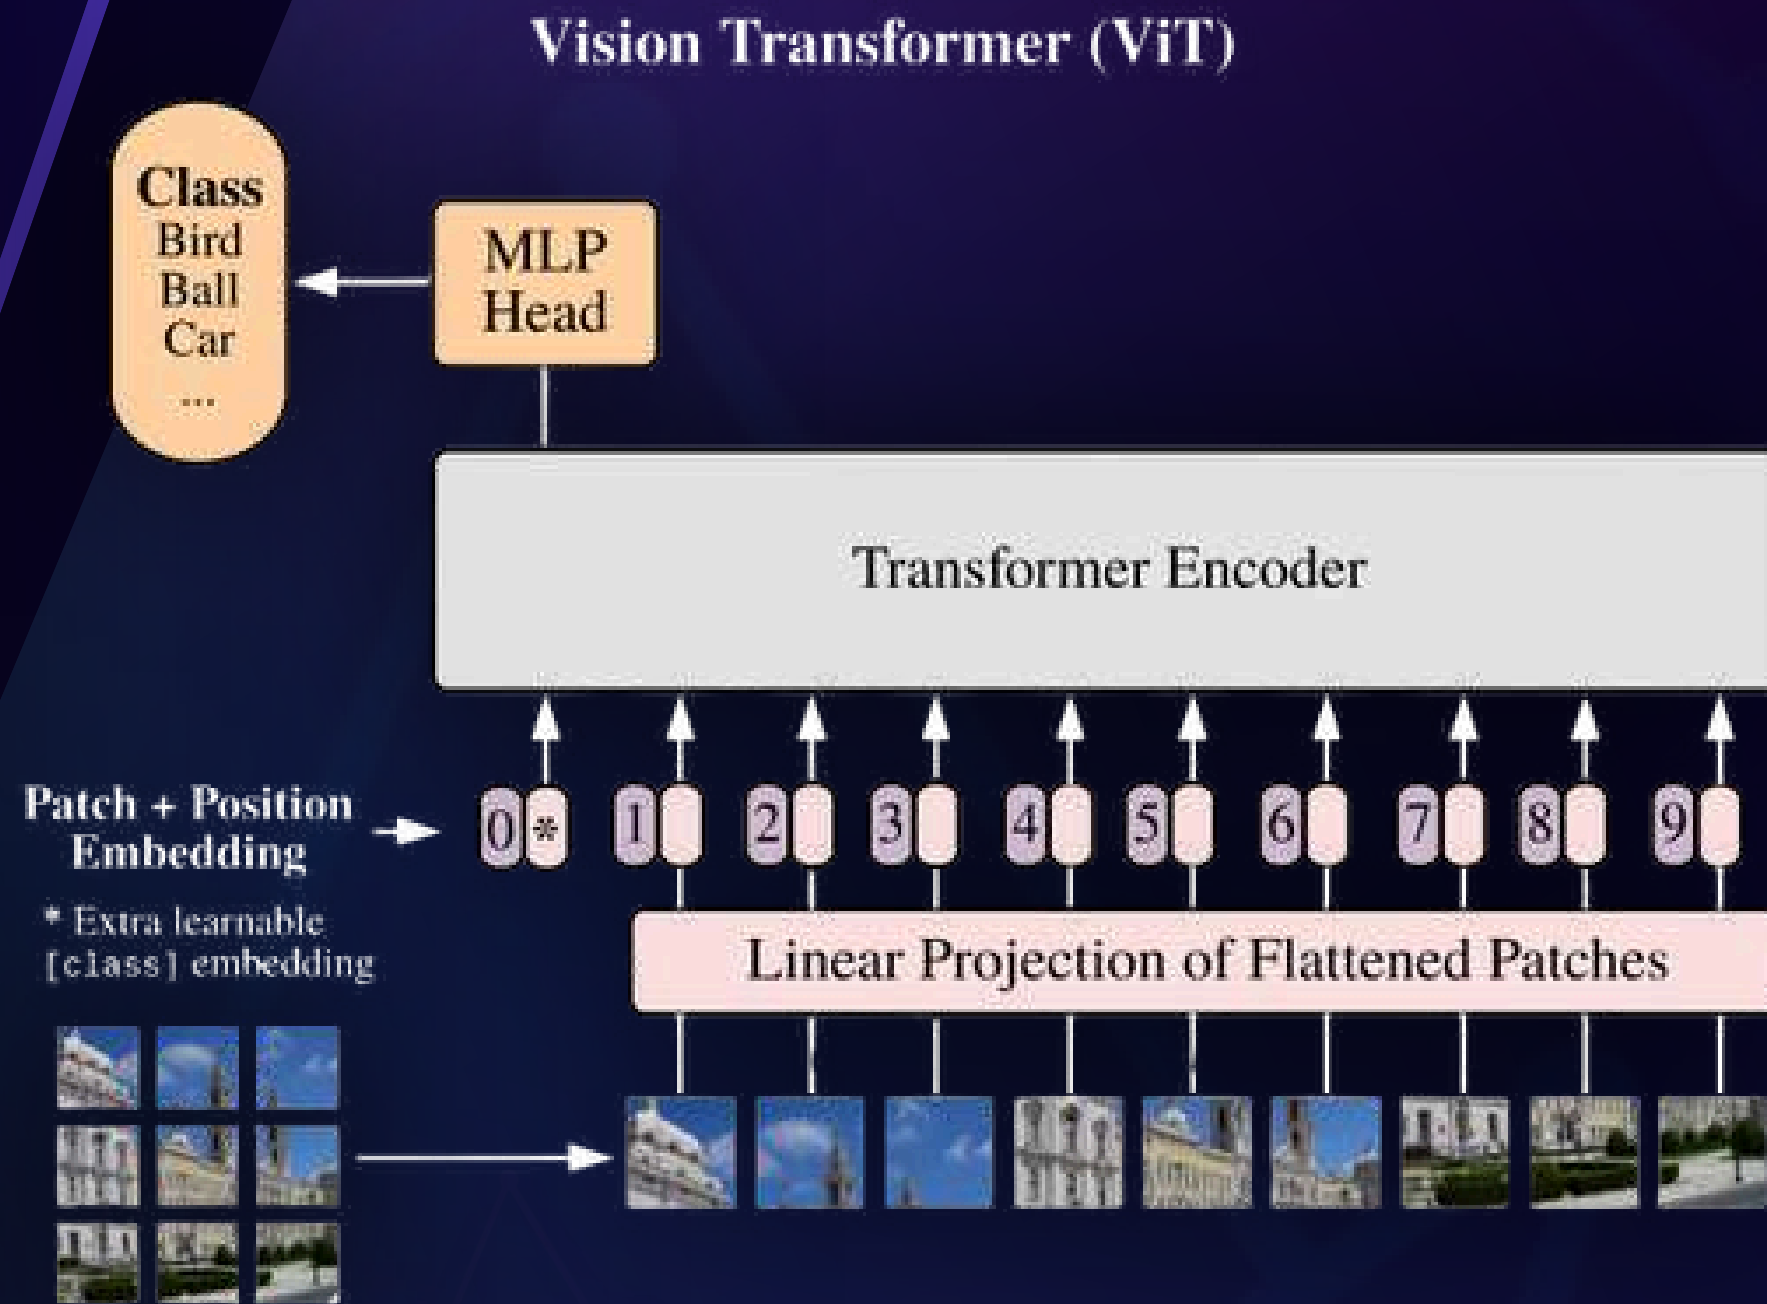 Vision Transformer (ViT)
Class
Bird
Ball
Car
...
MLP
Head
Transformer Encoder
Patch + Position
Embedding
0 * 1 2 3 4 5 6 7 8 9
* Extra learnable
[class] embedding
Linear Projection of Flattened Patches